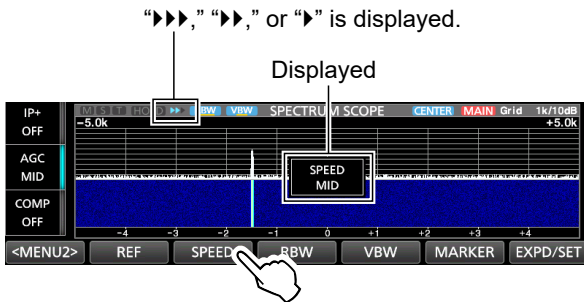 “▶▶▶,” “▶▶,” or “▶” is displayed.
Displayed
IP+
OFF
AGC
MID
COMP
OFF
M S T HOLD ▶▶ RBW VBW SPECTRUM SCOPE CENTER MAIN Grid 1k/10dB
-5.0k +5.0k
SPEED
MID
-4 -3 -2 -1 0 +1 +2 +3 +4
<MENU2> REF SPEED RBW VBW MARKER EXPD/SET